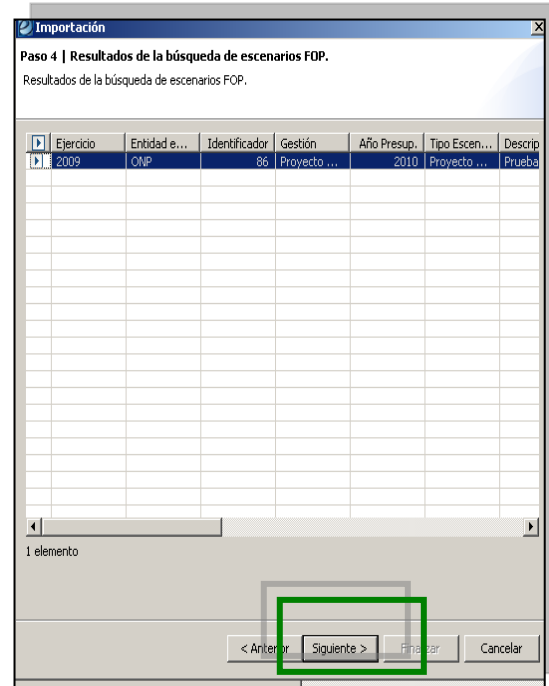 Importación
Paso 4 | Resultados de la búsqueda de escenarios FOP.
Resultados de la búsqueda de escenarios FOP.
Ejercicio Entidad e... Identificador Gestión Año Presup. Tipo Escen... Descrip
2009 ONP 86 Proyecto ... 2010 Proyecto ... Prueba
1 elemento
< Anterior Siguiente > Finalizar Cancelar